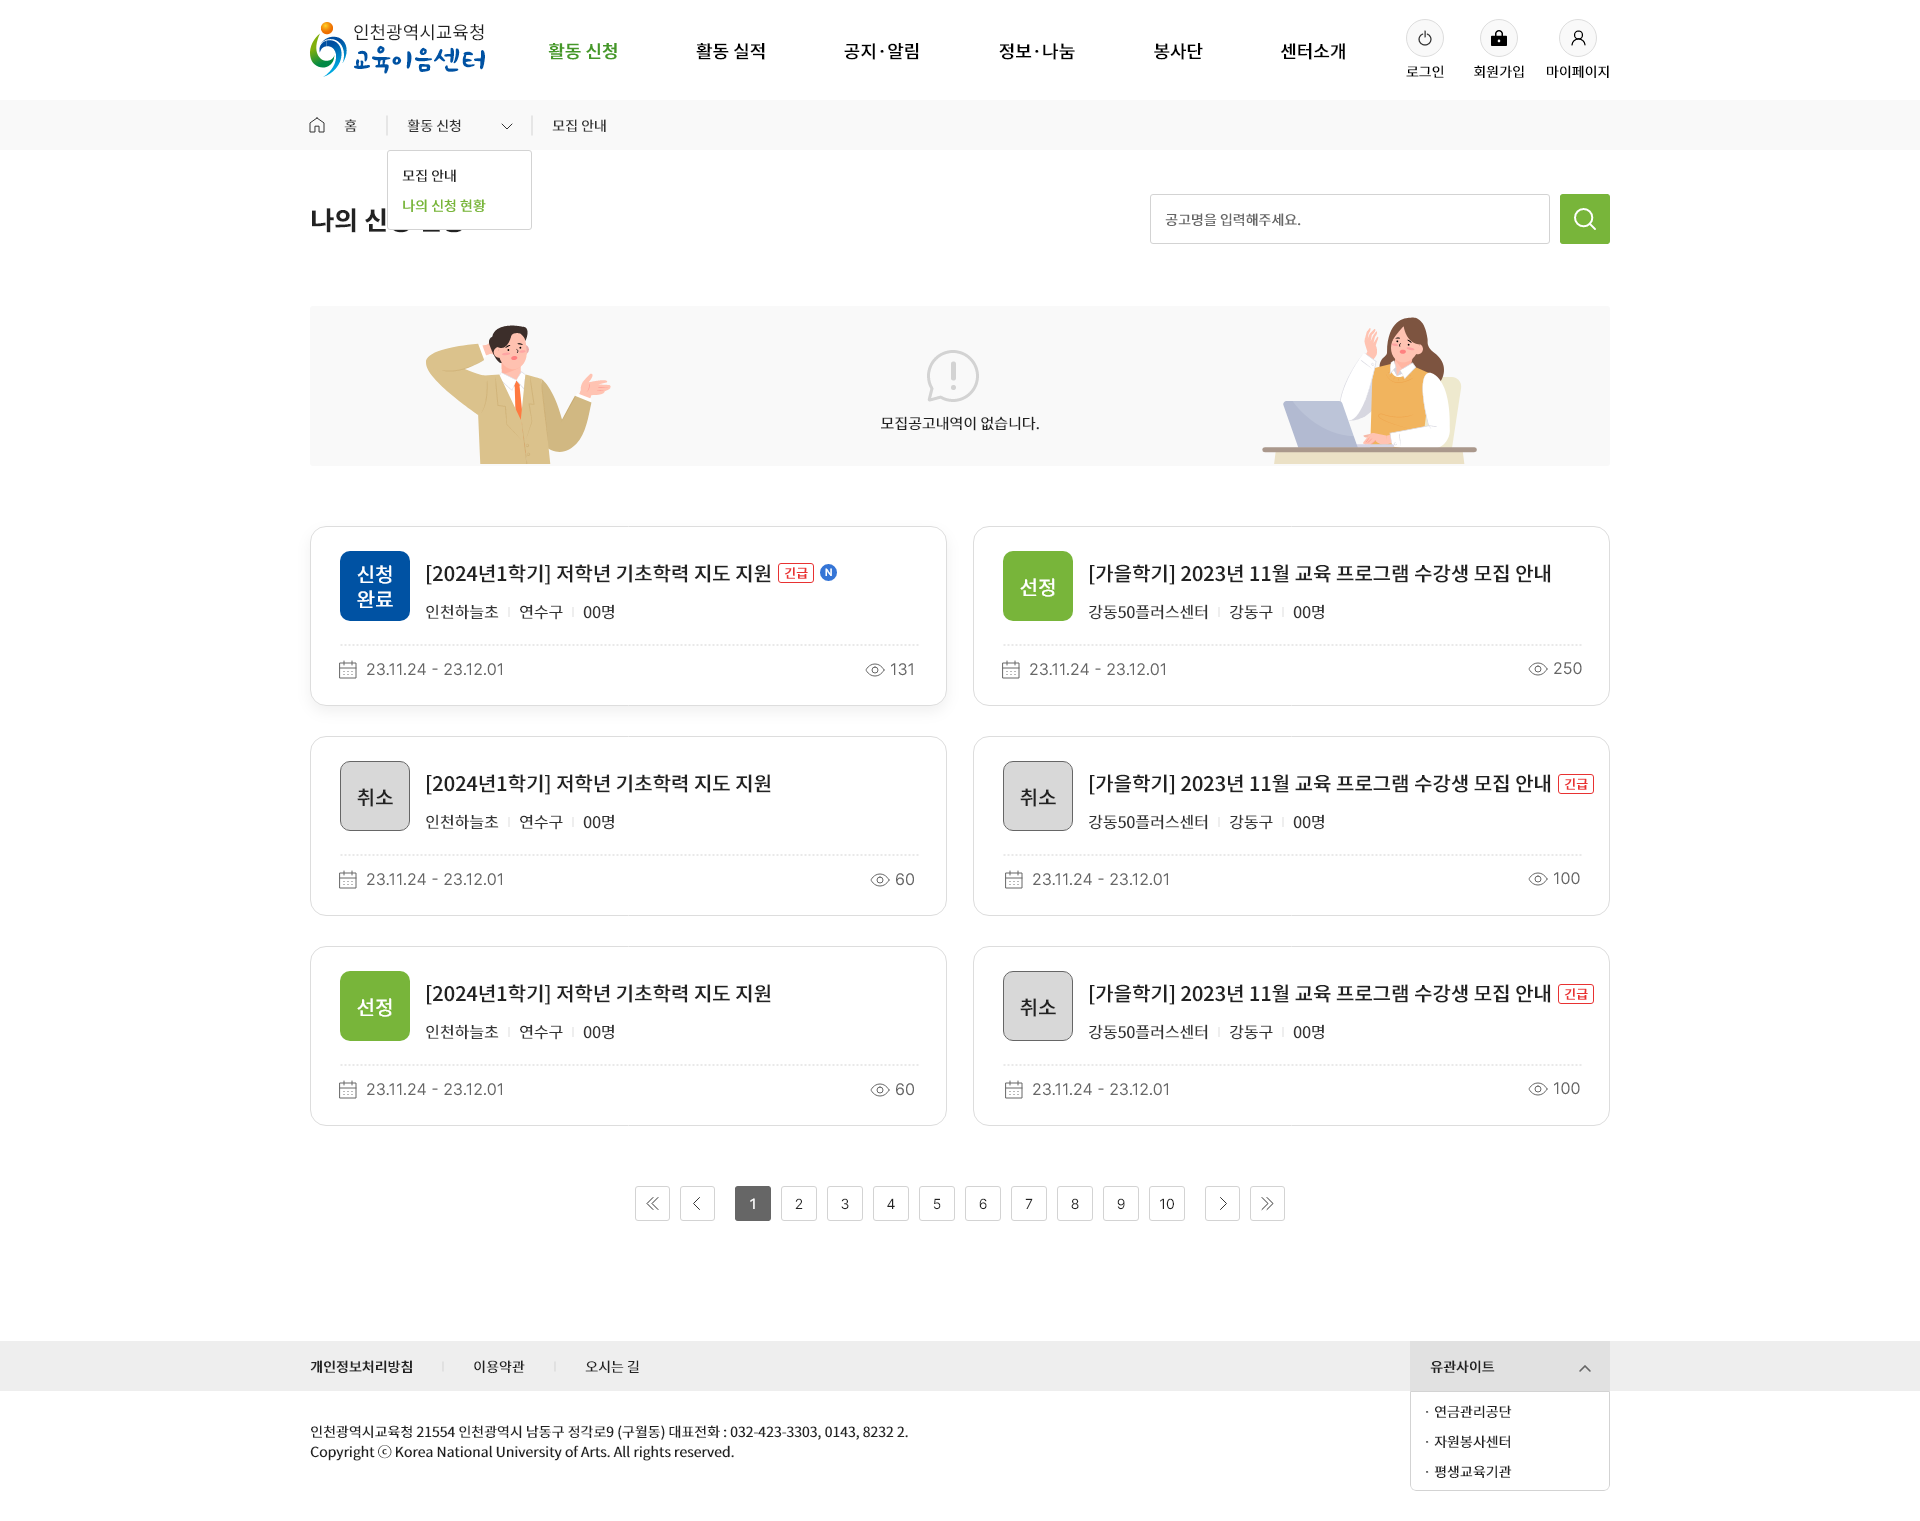 인천광역시교육청
교육이음센터
활동 신청
활동 실적
공지·알림
정보·나눔
봉사단
센터소개
로그인
회원가입
마이페이지
홈
활동 신청
모집 안내
모집 안내
나의 신청 현황
나의 신
공고명을 입력해주세요.
모집공고내역이 없습니다.
신청
완료
[2024년1학기] 저학년 기초학력 지도 지원 긴급 N
인천하늘초 연수구 00명
23.11.24 - 23.12.01
131
선정
[가을학기] 2023년 11월 교육 프로그램 수강생 모집 안내
강동50플러스센터 강동구 00명
23.11.24 - 23.12.01
250
취소
[2024년1학기] 저학년 기초학력 지도 지원
인천하늘초 연수구 00명
23.11.24 - 23.12.01
60
취소
[가을학기] 2023년 11월 교육 프로그램 수강생 모집 안내 긴급
강동50플러스센터 강동구 00명
23.11.24 - 23.12.01
100
선정
[2024년1학기] 저학년 기초학력 지도 지원
인천하늘초 연수구 00명
23.11.24 - 23.12.01
60
취소
[가을학기] 2023년 11월 교육 프로그램 수강생 모집 안내 긴급
강동50플러스센터 강동구 00명
23.11.24 - 23.12.01
100
1 2 3 4 5 6 7 8 9 10
개인정보처리방침
이용약관
오시는 길
유관사이트
· 연금관리공단
· 자원봉사센터
· 평생교육기관
인천광역시교육청 21554 인천광역시 남동구 정각로9 (구월동) 대표전화 : 032-423-3303, 0143, 8232 2.
Copyright ⓒ Korea National University of Arts. All rights reserved.